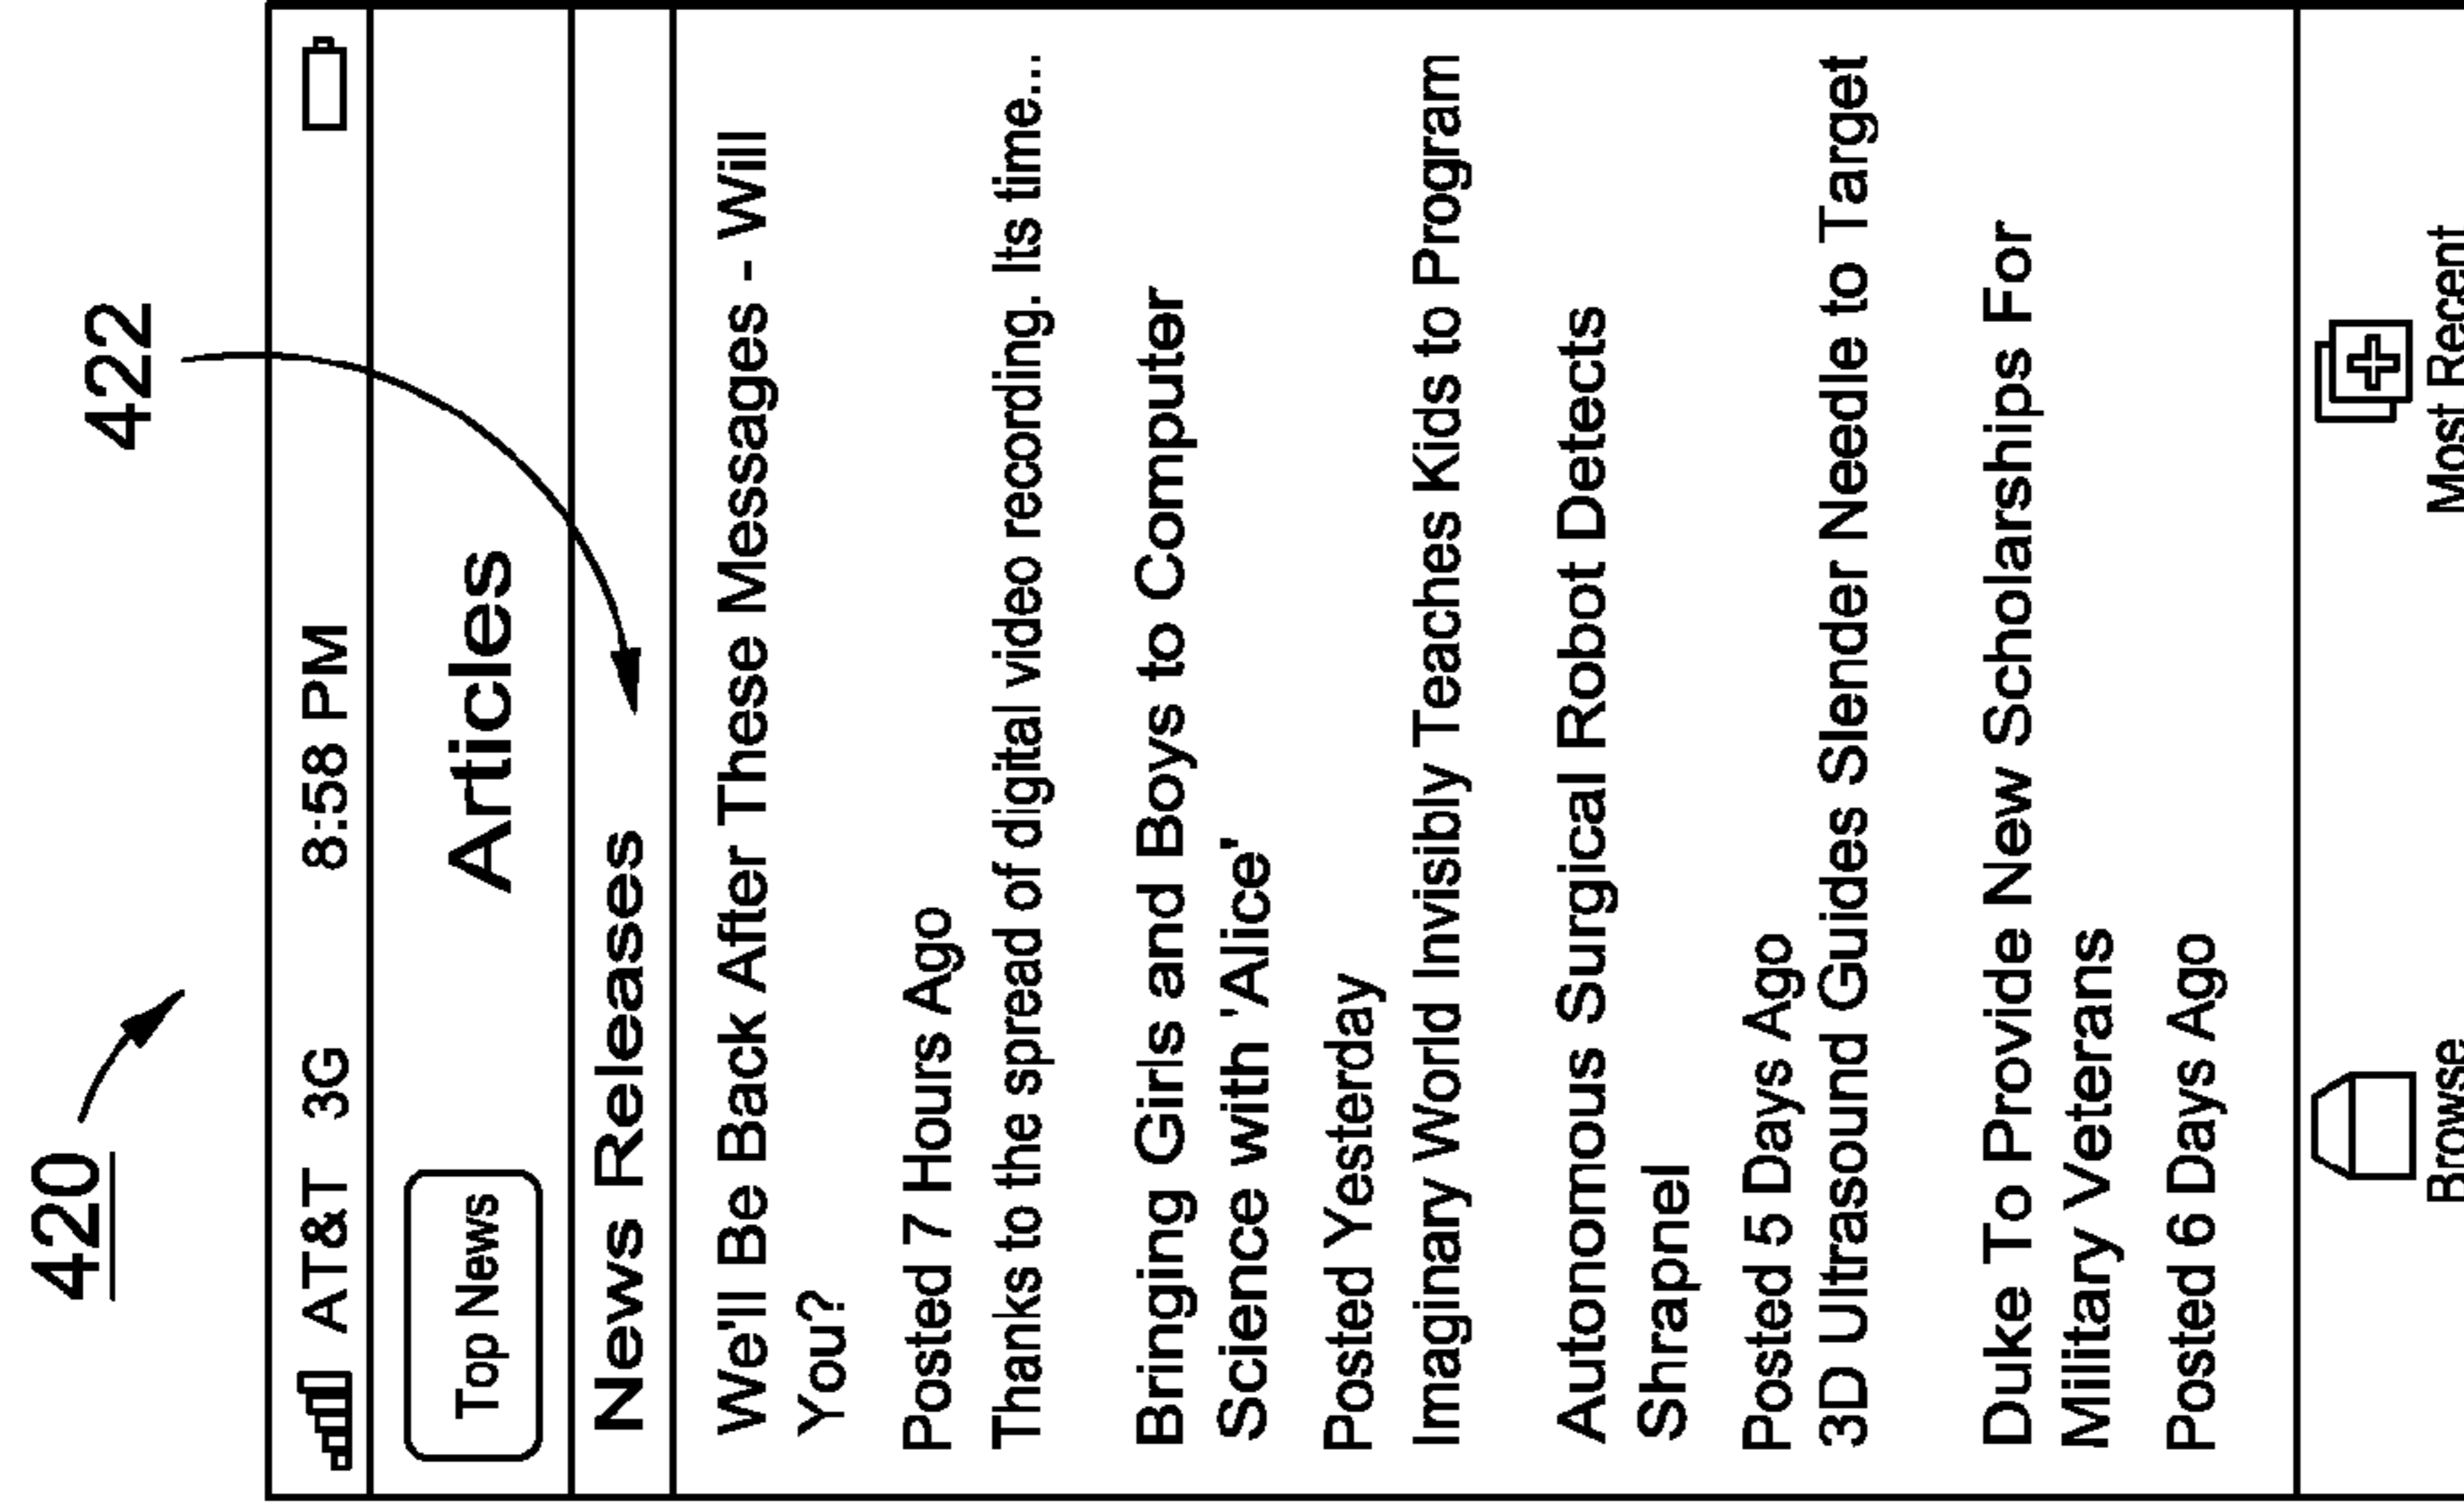 420
422
AT&T 3G 8:58 PM
Top News
Articles
News Releases
We'll Be Back After These Messages - Will
You?
Posted 7 Hours Ago
Thanks to the spread of digital video recording. Its time...
Bringing Girls and Boys to Computer
Science with 'Alice'
Posted Yesterday
Imaginary World Invisibly Teaches Kids to Program
Autonomous Surgical Robot Detects
Shrapnel
Posted 5 Days Ago
3D Ultrasound Guides Slender Needle to Target
Duke To Provide New Scholarships For
Military Veterans
Posted 6 Days Ago
Browse
Most Recent